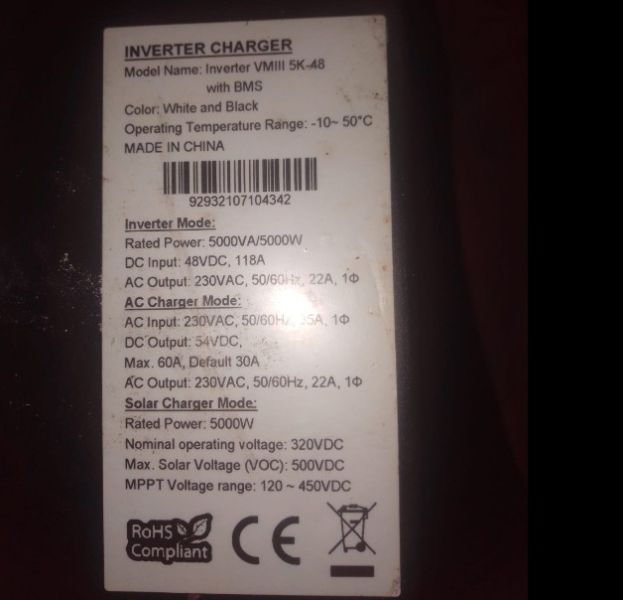 INVERTER CHARGER
Model Name: Inverter VMIII 5K-48
with BMS
Color: White and Black
Operating Temperature Range: -10~ 50°C
MADE IN CHINA
92932107104342
Inverter Mode:
Rated Power: 5000VA/5000W
DC Input: 48VDC, 118A
AC Output: 230VAC, 50/60Hz, 22A, 1Φ
AC Charger Mode:
AC Input: 230VAC, 50/60Hz, 1Φ
DC Output: 54VDC,
Max. 60A, Default 30A
AC Output: 230VAC, 50/60Hz, 22A, 1Φ
Solar Charger Mode:
Rated Power: 5000W
Nominal operating voltage: 320VDC
Max. Solar Voltage (VOC): 500VDC
MPPT Voltage range: 120 ~ 450VDC
RoHS
Compliant
CE